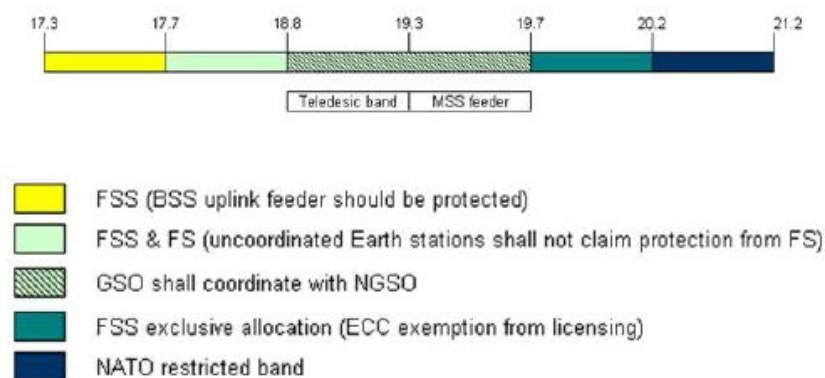 17.3 17.7 18.8 19.3 19.7 20.2 21.2
Teledesic band MSS feeder
FSS (BSS uplink feeder should be protected)
FSS & FS (uncoordinated Earth stations shall not claim protection from FS)
GSO shall coordinate with NGSO
FSS exclusive allocation (ECC exemption from licensing)
NATO restricted band